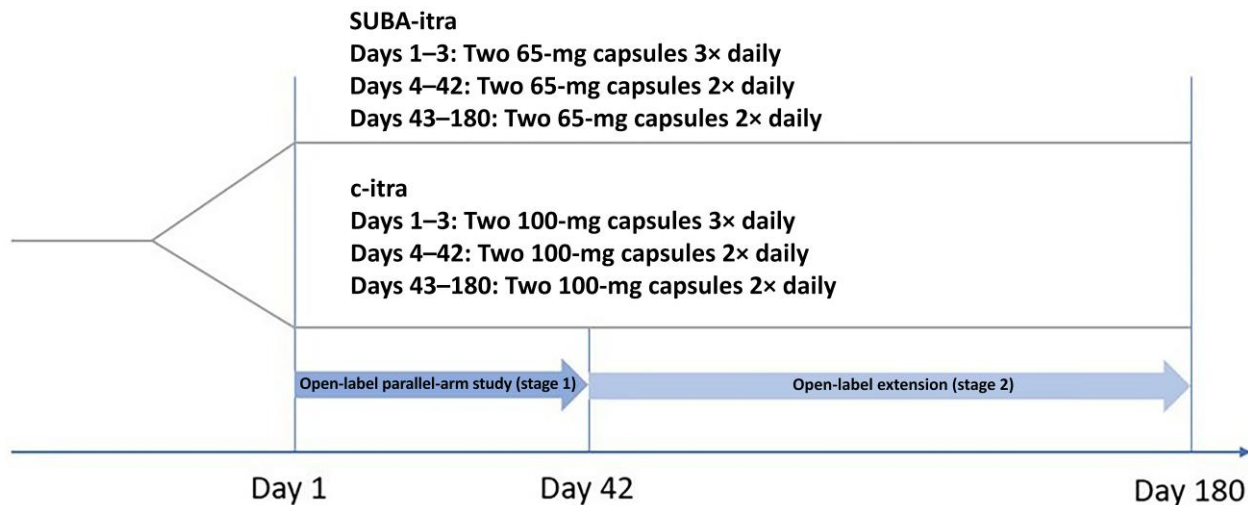 SUBA-itra
Days 1–3: Two 65-mg capsules 3× daily
Days 4–42: Two 65-mg capsules 2× daily
Days 43–180: Two 65-mg capsules 2× daily
c-itra
Days 1–3: Two 100-mg capsules 3× daily
Days 4–42: Two 100-mg capsules 2× daily
Days 43–180: Two 100-mg capsules 2× daily
Open-label parallel-arm study (stage 1)
Open-label extension (stage 2)
Day 1
Day 42
Day 180